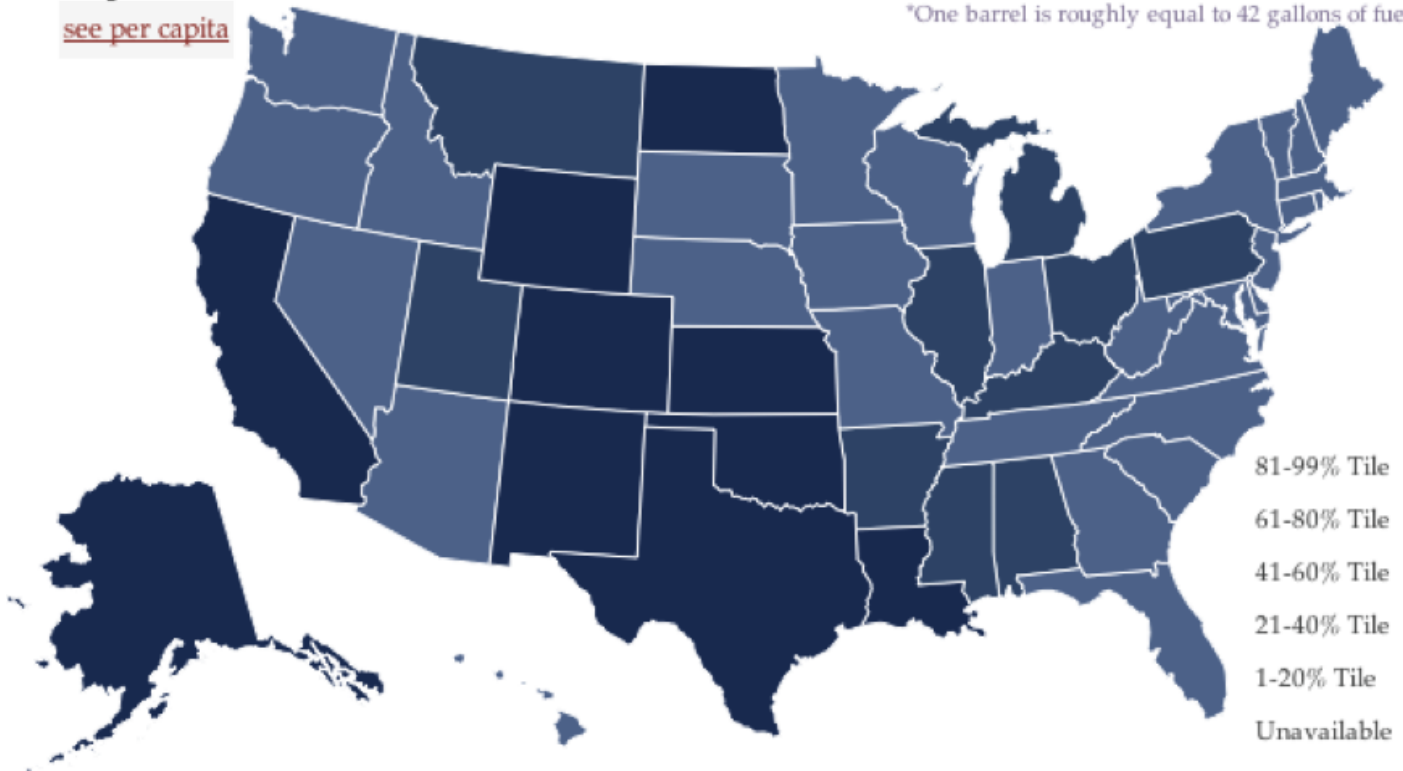 see per capita
*One barrel is roughly equal to 42 gallons of fue
81-99% Tile
61-80% Tile
41-60% Tile
21-40% Tile
1-20% Tile
Unavailable